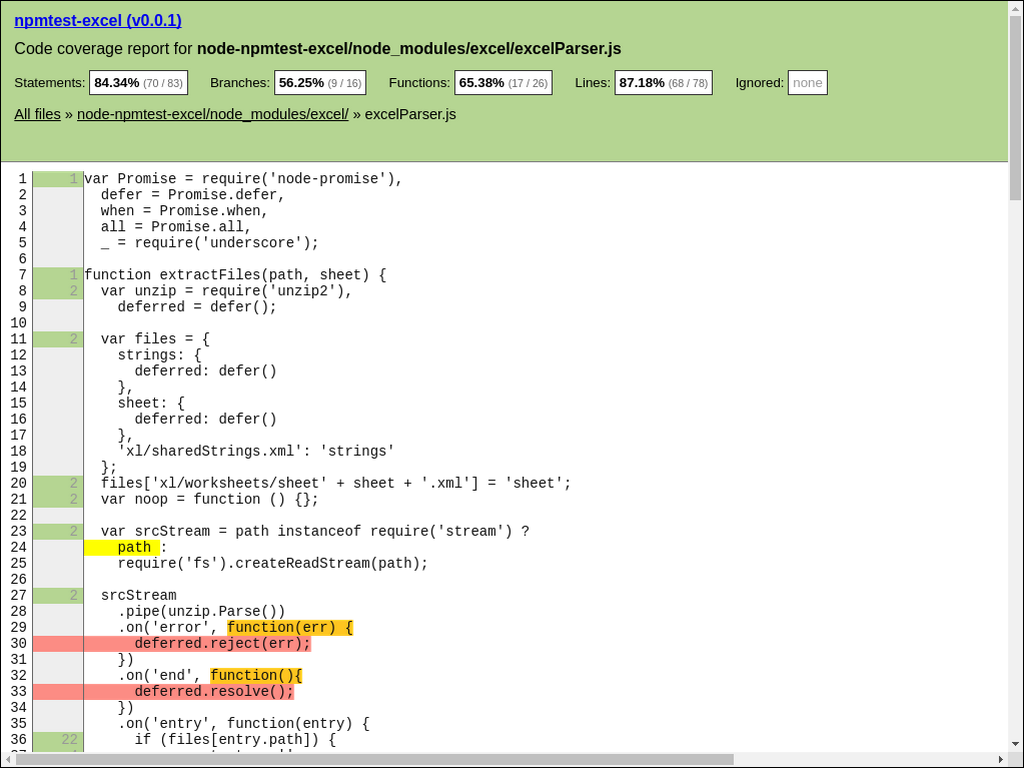 npmtest-excel (v0.0.1)
Code coverage report for node-npmtest-excel/node_modules/excel/excelParser.js
Statements: 84.34% (70 / 83) Branches: 56.25% (9 / 16) Functions: 65.38% (17 / 26) Lines: 87.18% (68 / 78) Ignored: none
All files » node-npmtest-excel/node_modules/excel/ » excelParser.js
1 1 var Promise = require('node-promise'),
2 defer = Promise.defer,
3 when = Promise.when,
4 all = Promise.all,
5 _ = require('underscore');
6
7 1 function extractFiles(path, sheet) {
8 2 var unzip = require('unzip2'),
9 deferred = defer();
10
11 2 var files = {
12 strings: {
13 deferred: defer()
14 },
15 sheet: {
16 deferred: defer()
17 },
18 'xl/sharedStrings.xml': 'strings'
19 };
20 2 files['xl/worksheets/sheet' + sheet + '.xml'] = 'sheet';
21 2 var noop = function () {};
22
23 2 var srcStream = path instanceof require('stream') ?
24 path :
25 require('fs').createReadStream(path);
26
27 2 srcStream
28 .pipe(unzip.Parse())
29 .on('error', function(err) {
30 deferred.reject(err);
31 })
32 .on('end', function(){
33 deferred.resolve();
34 })
35 .on('entry', function(entry) {
36 22 if (files[entry.path]) {